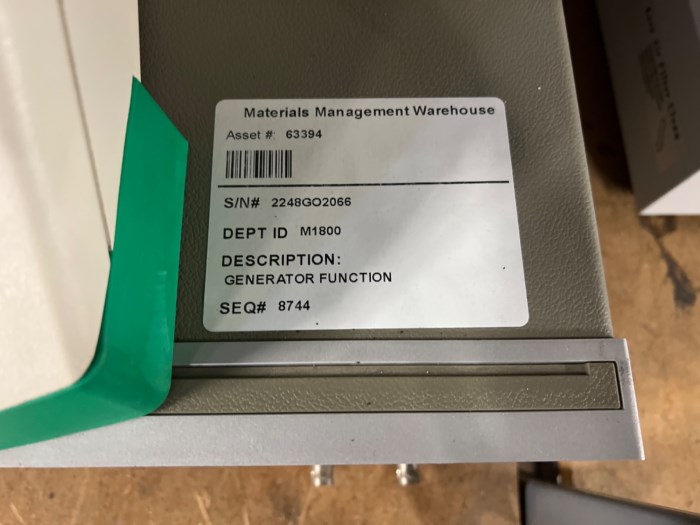 Materials Management Warehouse
Asset # 63394
S/N# 2248GO2066
DEPT ID M1800
DESCRIPTION:
GENERATOR FUNCTION
SEQ# 8744